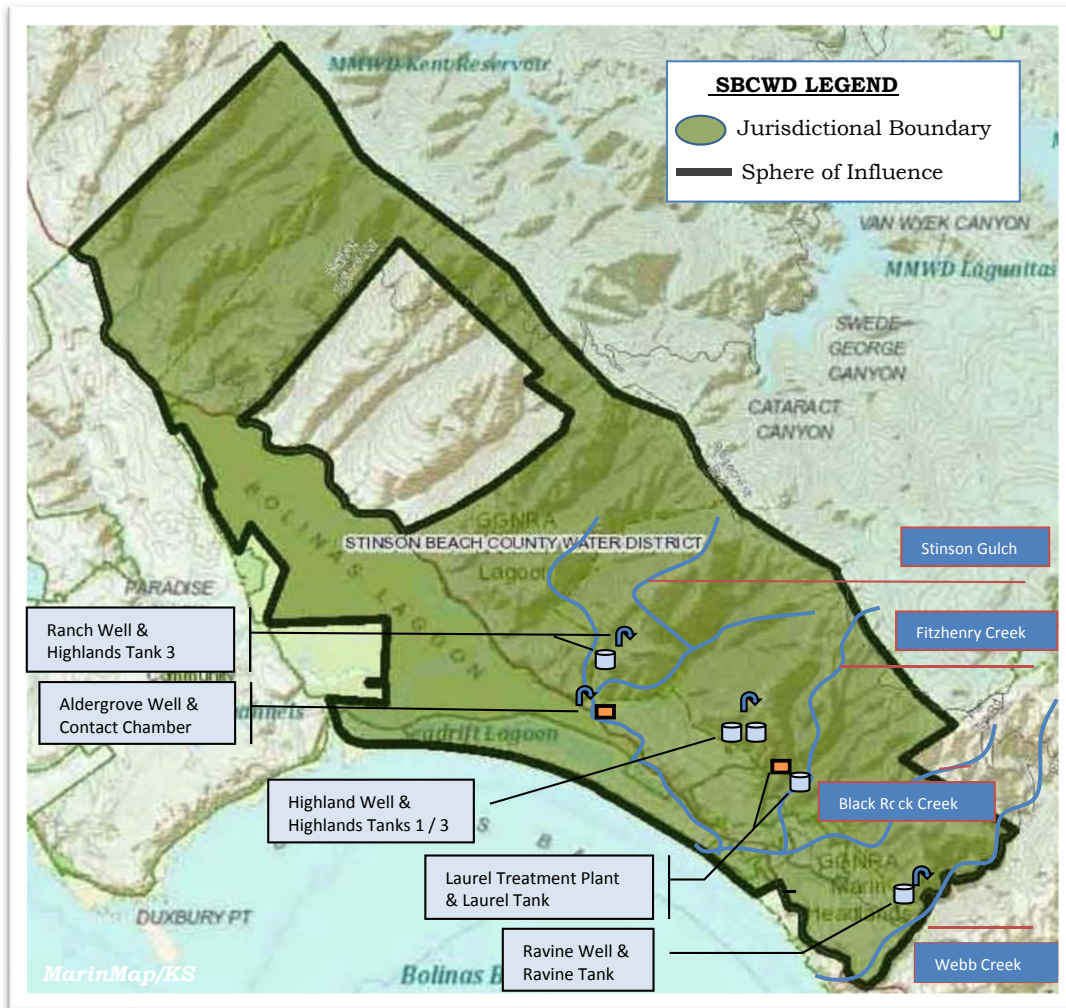 MMWD Kent Reservoir
SBCWD LEGEND
Jurisdictional Boundary
Sphere of Influence
VAN WYEK CANYON
MMWD Lagunitas
SWEDE
GEORGE
CANYON
CATARACT
CANYON
BOLINAS LAGOON
GGNRA
STINSON BEACH COUNTY WATER DISTRICT
Lagoon
Stinson Gulch
PARADISE
Ranch Well &
Highlands Tank 3
Fitzhenry Creek
Aldergrove Well &
Contact Chamber
Seadrift Lagoon
Highland Well &
Highlands Tanks 1 / 3
Black Rock Creek
GGNRA
Marin
Headlands
Laurel Treatment Plant
& Laurel Tank
DUXBURY PT
Ravine Well &
Ravine Tank
Webb Creek
MarinMap/KS
Bolinas B